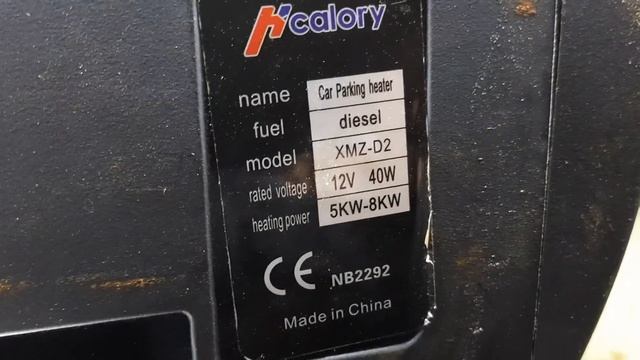 Hcalory
name Car Parking heater
fuel diesel
model XMZ-D2
rated voltage 12V 40W
heating power 5KW-8KW
CE NB2292
Made in China